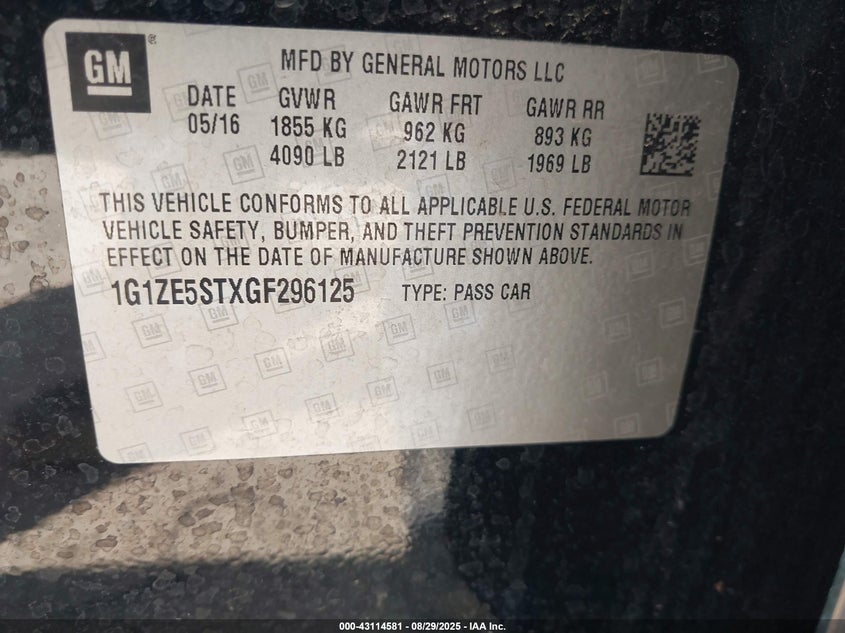 GM
MFD BY GENERAL MOTORS LLC
DATE GVWR GAWR FRT GAWR RR
05/16 1855 KG 962 KG 893 KG
4090 LB 2121 LB 1969 LB
THIS VEHICLE CONFORMS TO ALL APPLICABLE U.S. FEDERAL MOTOR
VEHICLE SAFETY, BUMPER, AND THEFT PREVENTION STANDARDS IN
EFFECT ON THE DATE OF MANUFACTURE SHOWN ABOVE.
1G1ZE5STXGF296125 TYPE: PASS CAR
000-43114581 - 08/29/2025 - IAA Inc.